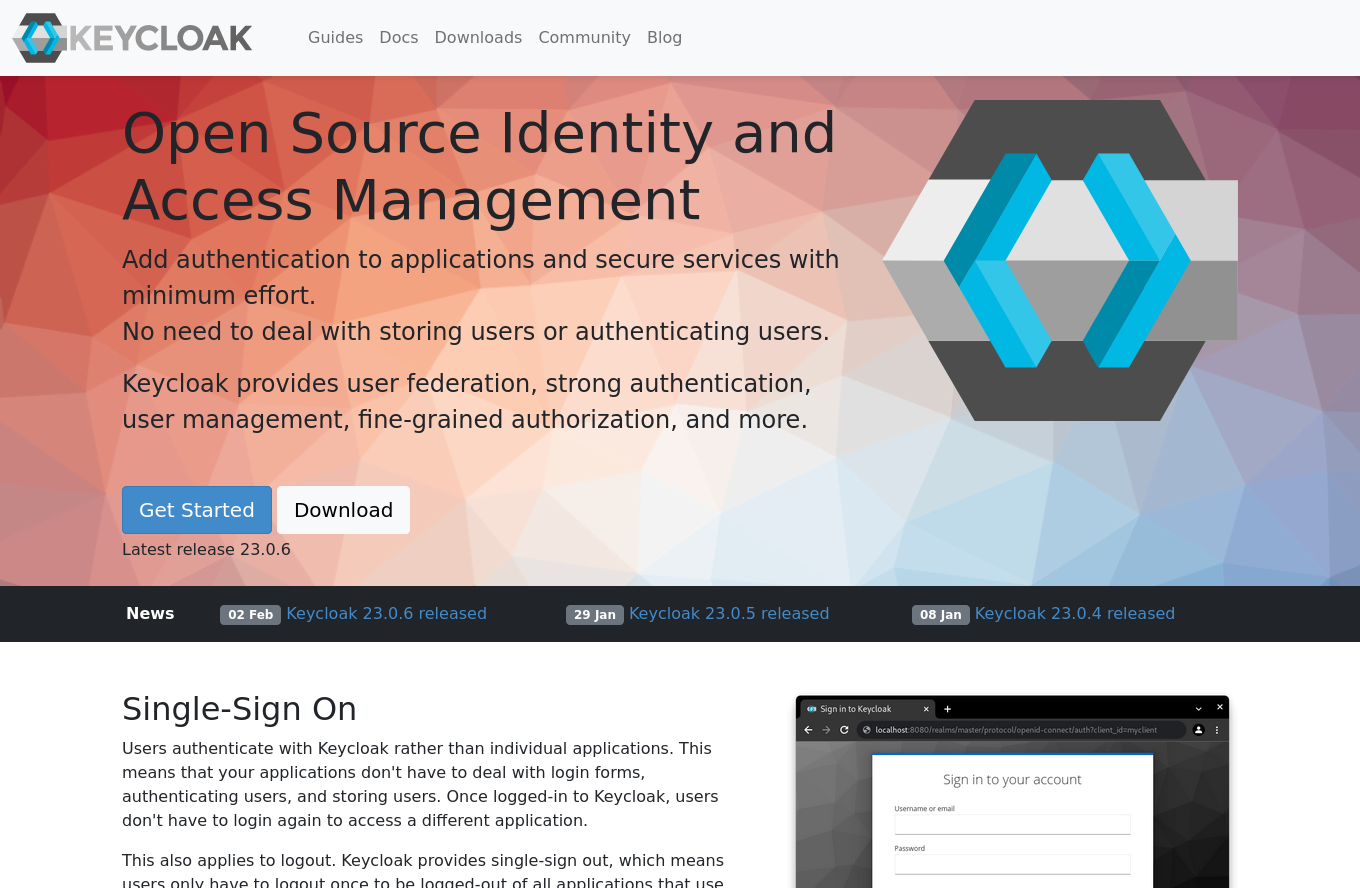 KEYCLOAK
Guides Docs Downloads Community Blog
Open Source Identity and
Access Management
Add authentication to applications and secure services with
minimum effort.
No need to deal with storing users or authenticating users.
Keycloak provides user federation, strong authentication,
user management, fine-grained authorization, and more.
Get Started Download
Latest release 23.0.6
News 02 Feb Keycloak 23.0.6 released 29 Jan Keycloak 23.0.5 released 08 Jan Keycloak 23.0.4 released
Single-Sign On
Users authenticate with Keycloak rather than individual applications. This
means that your applications don't have to deal with login forms,
authenticating users, and storing users. Once logged-in to Keycloak, users
don't have to login again to access a different application.
This also applies to logout. Keycloak provides single-sign out, which means
users only have to logout once to be logged-out of all applications that use
Sign in to Keycloak
localhost:8080/realms/master/protocol/openid-connect/auth?client_id=myclient
Sign in to your account
Username or email
Password